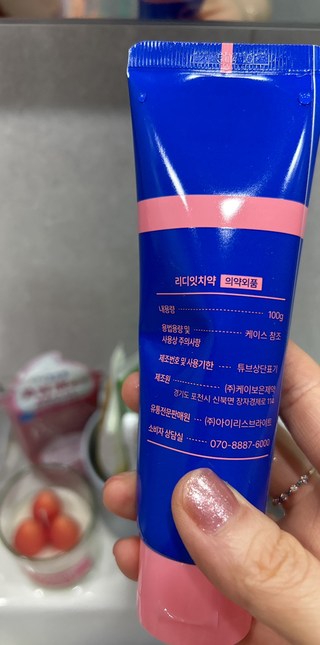 리디잇치약 의약외품
내용량 100g
용법용량 및 케이스 참조
사용상 주의사항
제조번호 및 사용기한 튜브상단표기
제조원 (주)케이보은제약
경기도 포천시 신북면 장자경제로 114
유통전문판매원 (주)아이리스브라이트
소비자 상담실 070-8887-6000